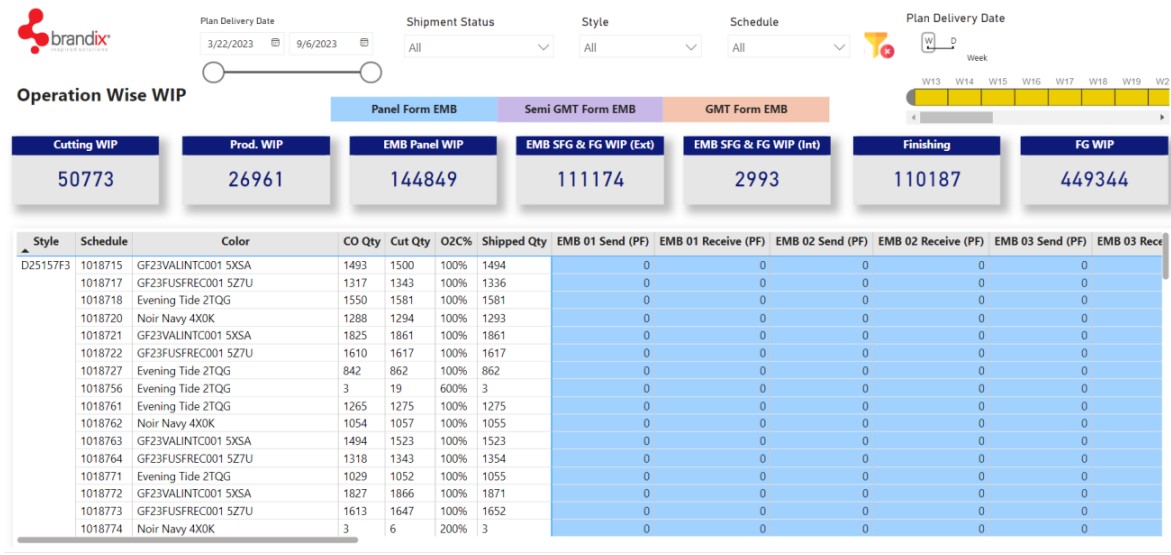 brandix
inspired solutions
Plan Delivery Date
3/22/2023 9/6/2023
Shipment Status
All
Style
All
Schedule
All
Plan Delivery Date
W D
Week
W13 W14 W15 W16 W17 W18 W19 W2
Operation Wise WIP
Panel Form EMB Semi GMT Form EMB GMT Form EMB
Cutting WIP Prod. WIP EMB Panel WIP EMB SFG & FG WIP (Ext) EMB SFG & FG WIP (Int) Finishing FG WIP
50773 26961 144849 111174 2993 110187 449344
Style Schedule Color CO Qty Cut Qty O2C% Shipped Qty EMB 01 Send (PF) EMB 01 Receive (PF) EMB 02 Send (PF) EMB 02 Receive (PF) EMB 03 Send (PF) EMB 03 Rece
D25157F3 1018715 GF23VALINTC001 5XSA 1493 1500 100% 1494 0 0 0 0 0
1018717 GF23FUSFREC001 5Z7U 1317 1343 100% 1336 0 0 0 0 0
1018718 Evening Tide 2TQG 1550 1581 100% 1581 0 0 0 0 0
1018720 Noir Navy 4X0K 1288 1294 100% 1293 0 0 0 0 0
1018721 GF23VALINTC001 5XSA 1825 1861 100% 1861 0 0 0 0 0
1018722 GF23FUSFREC001 5Z7U 1610 1617 100% 1617 0 0 0 0 0
1018727 Evening Tide 2TQG 842 862 100% 862 0 0 0 0 0
1018756 Evening Tide 2TQG 3 19 600% 3 0 0 0 0 0
1018761 Evening Tide 2TQG 1265 1275 100% 1275 0 0 0 0 0
1018762 Noir Navy 4X0K 1054 1057 100% 1055 0 0 0 0 0
1018763 GF23VALINTC001 5XSA 1494 1523 100% 1523 0 0 0 0 0
1018764 GF23FUSFREC001 5Z7U 1318 1343 100% 1354 0 0 0 0 0
1018771 Evening Tide 2TQG 1029 1052 100% 1055 0 0 0 0 0
1018772 GF23VALINTC001 5XSA 1827 1866 100% 1871 0 0 0 0 0
1018773 GF23FUSFREC001 5Z7U 1613 1647 100% 1652 0 0 0 0 0
1018774 Noir Navy 4X0K 3 6 200% 3 0 0 0 0 0